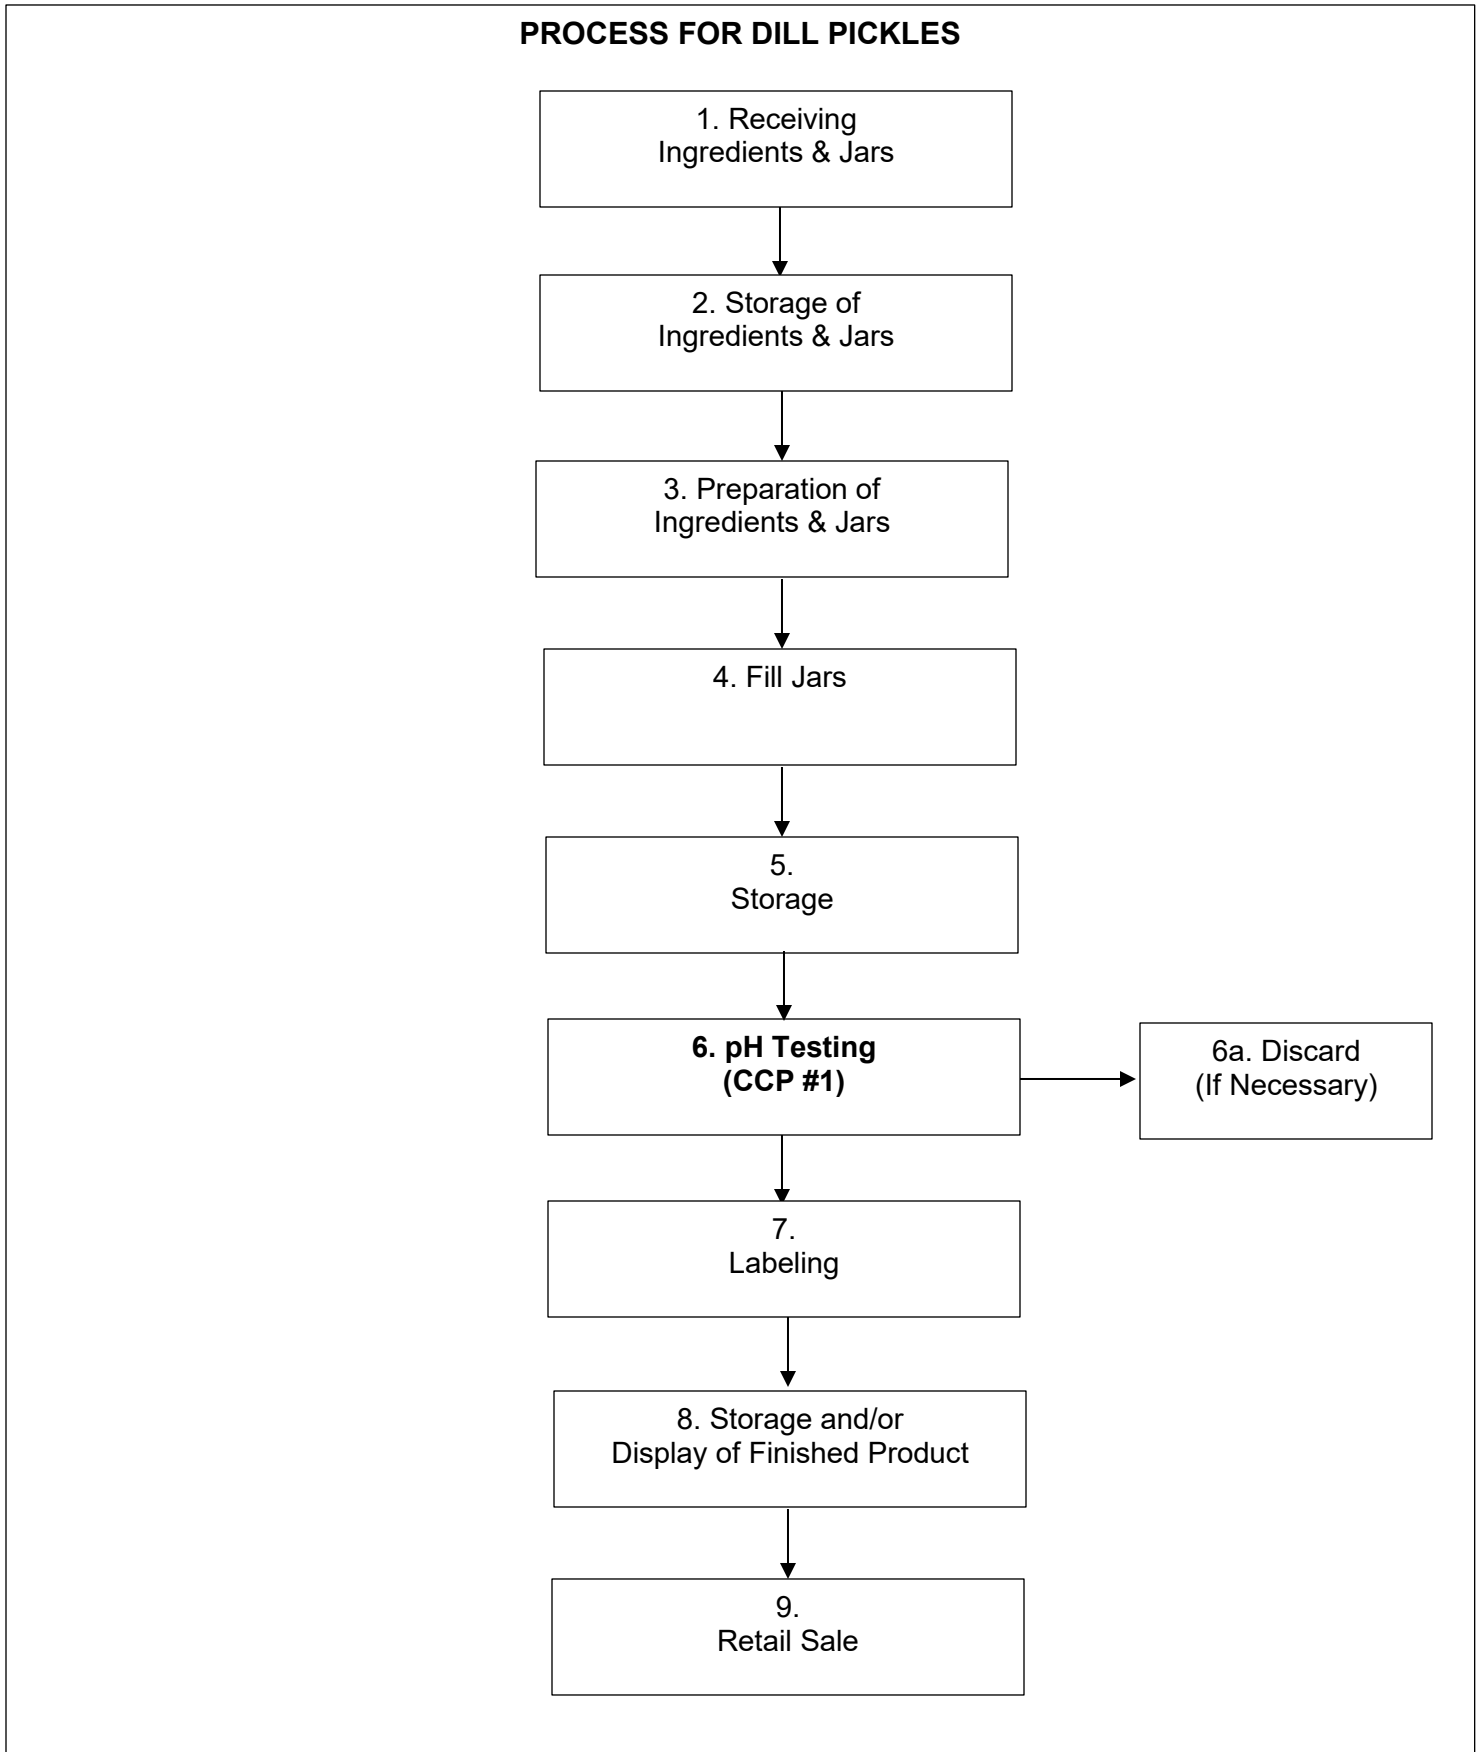 PROCESS FOR DILL PICKLES
1. Receiving
Ingredients & Jars
2. Storage of
Ingredients & Jars
3. Preparation of
Ingredients & Jars
4. Fill Jars
5.
Storage
6. pH Testing
(CCP #1)
6a. Discard
(If Necessary)
7.
Labeling
8. Storage and/or
Display of Finished Product
9.
Retail Sale